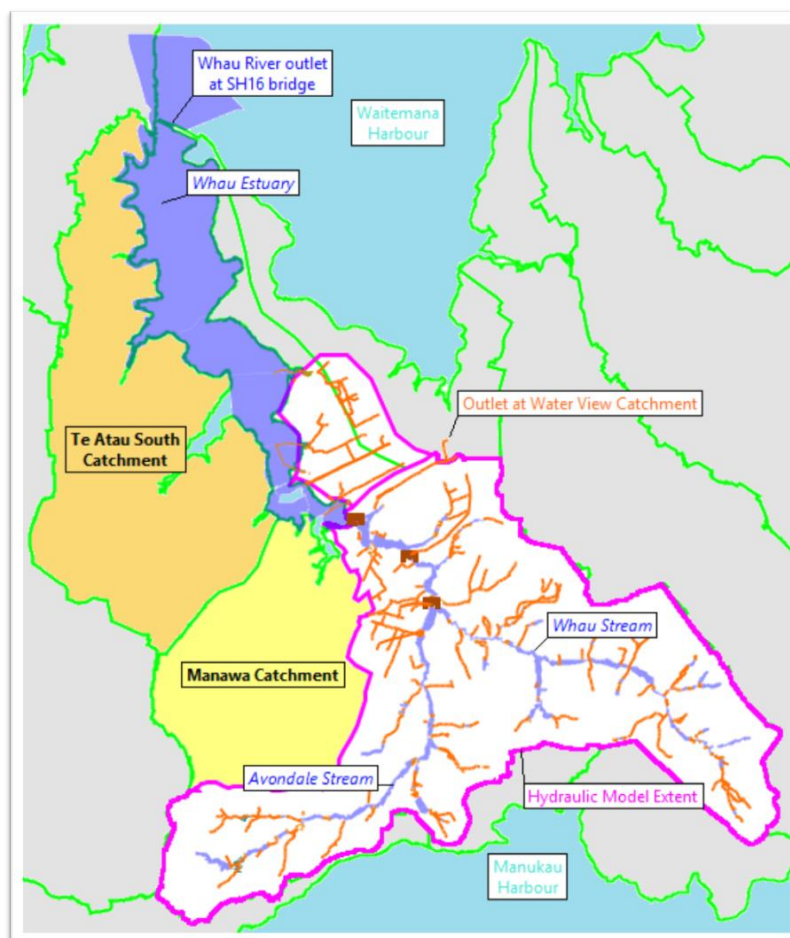 Whau River outlet
at SH16 bridge
Waitemana
Harbour
Whau Estuary
Outlet at Water View Catchment
Te Atau South
Catchment
Whau Stream
Manawa Catchment
Avondale Stream
Hydraulic Model Extent
Manukau
Harbour